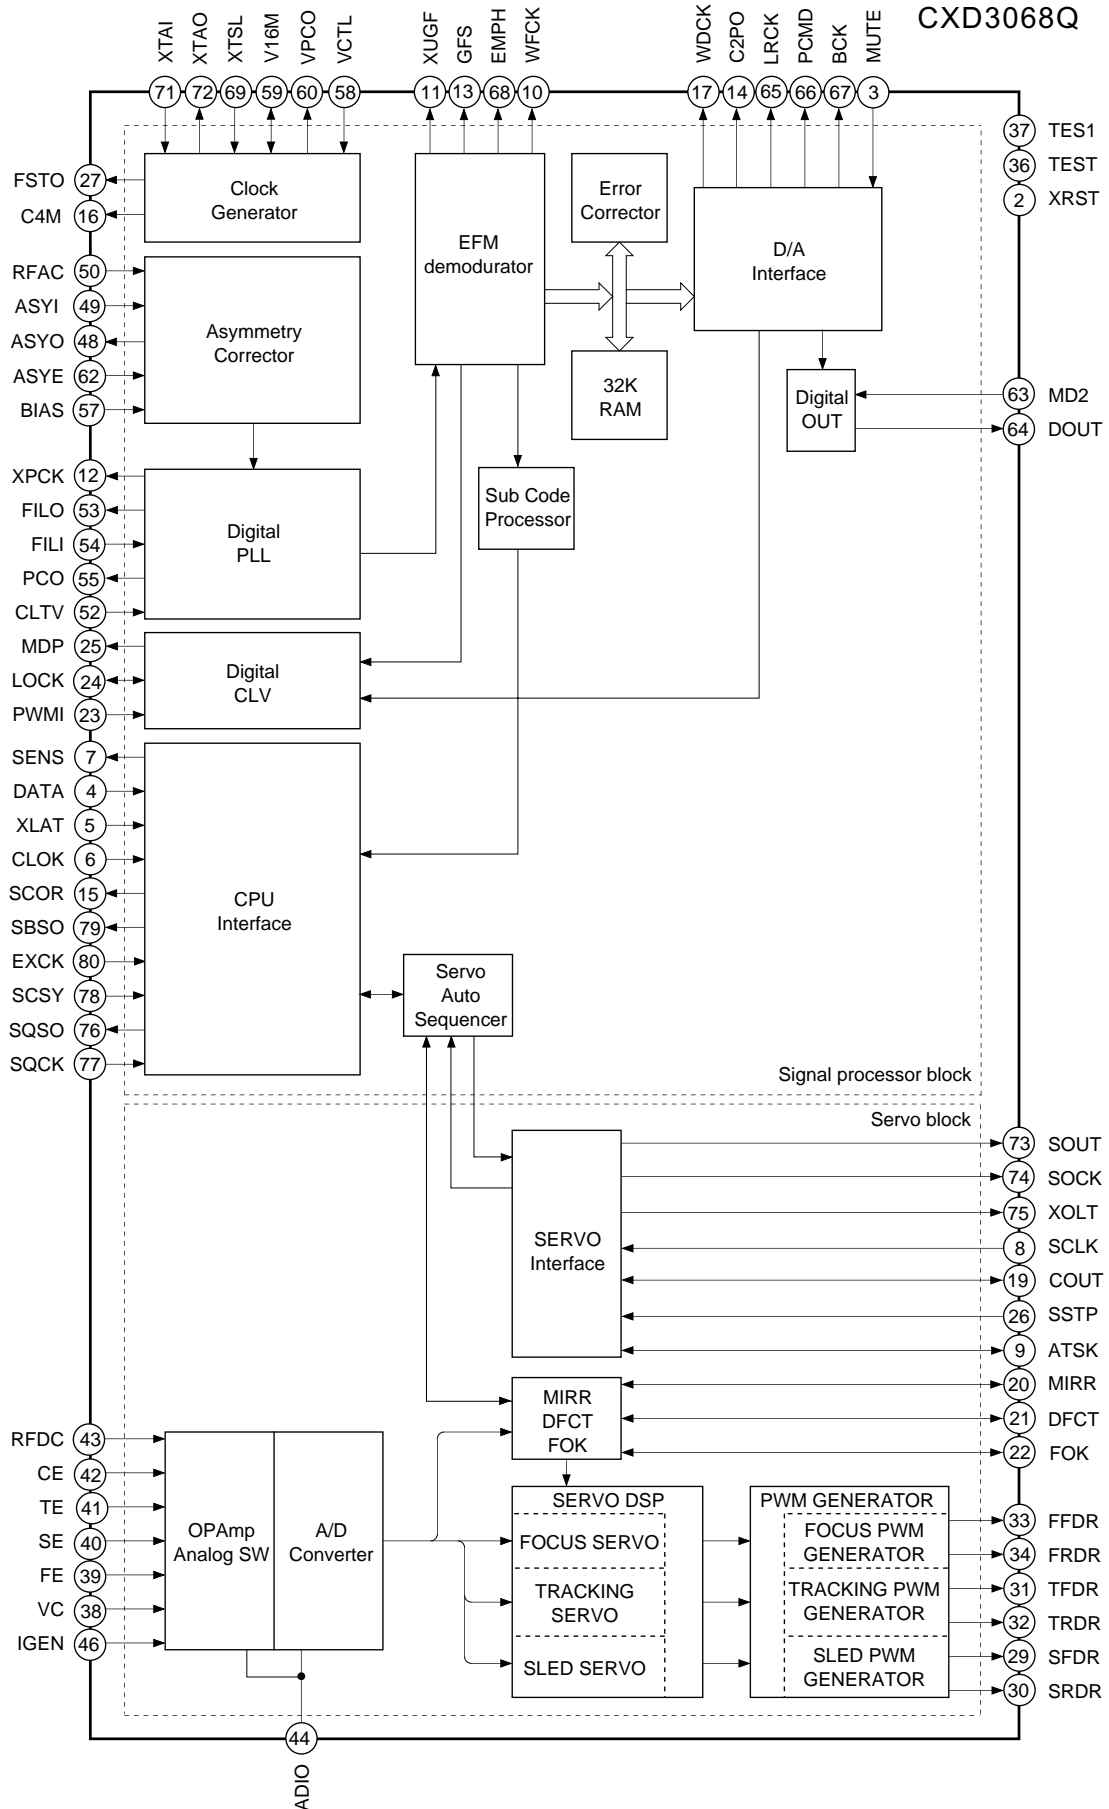 CXD3068Q
XTAI
XTAO
XTSL
V16M
VPCO
VCTL
XUGF
GFS
EMPH
WFCK
WDCK
C2PO
LRCK
PCMD
BCK
MUTE
71
72
69
59
60
58
11
13
68
10
17
14
65
66
67
3
37 TES1
36 TEST
2 XRST
FSTO 27
C4M 16
Clock
Generator
RFAC 50
ASYI 49
ASYO 48
ASYE 62
BIAS 57
Asymmetry
Corrector
EFM
demodurator
Error
Corrector
32K
RAM
D/A
Interface
Digital
OUT
63 MD2
64 DOUT
XPCK 12
FILO 53
FILI 54
PCO 55
CLTV 52
Digital
PLL
Sub Code
Processor
MDP 25
LOCK 24
PWMI 23
Digital
CLV
SENS 7
DATA 4
XLAT 5
CLOK 6
SCOR 15
SBSO 79
EXCK 80
SCSY 78
SQSO 76
SQCK 77
CPU
Interface
Servo
Auto
Sequencer
Signal processor block
Servo block
SERVO
Interface
73 SOUT
74 SOCK
75 XOLT
8 SCLK
19 COUT
26 SSTP
9 ATSK
MIRR
DFCT
FOK
20 MIRR
21 DFCT
22 FOK
RFDC 43
CE 42
TE 41
SE 40
FE 39
VC 38
IGEN 46
OPAmp
Analog SW
A/D
Converter
SERVO DSP
FOCUS SERVO
TRACKING
SERVO
SLED SERVO
PWM GENERATOR
FOCUS PWM
GENERATOR
TRACKING PWM
GENERATOR
SLED PWM
GENERATOR
33 FFDR
34 FRDR
31 TFDR
32 TRDR
29 SFDR
30 SRDR
44
ADIO